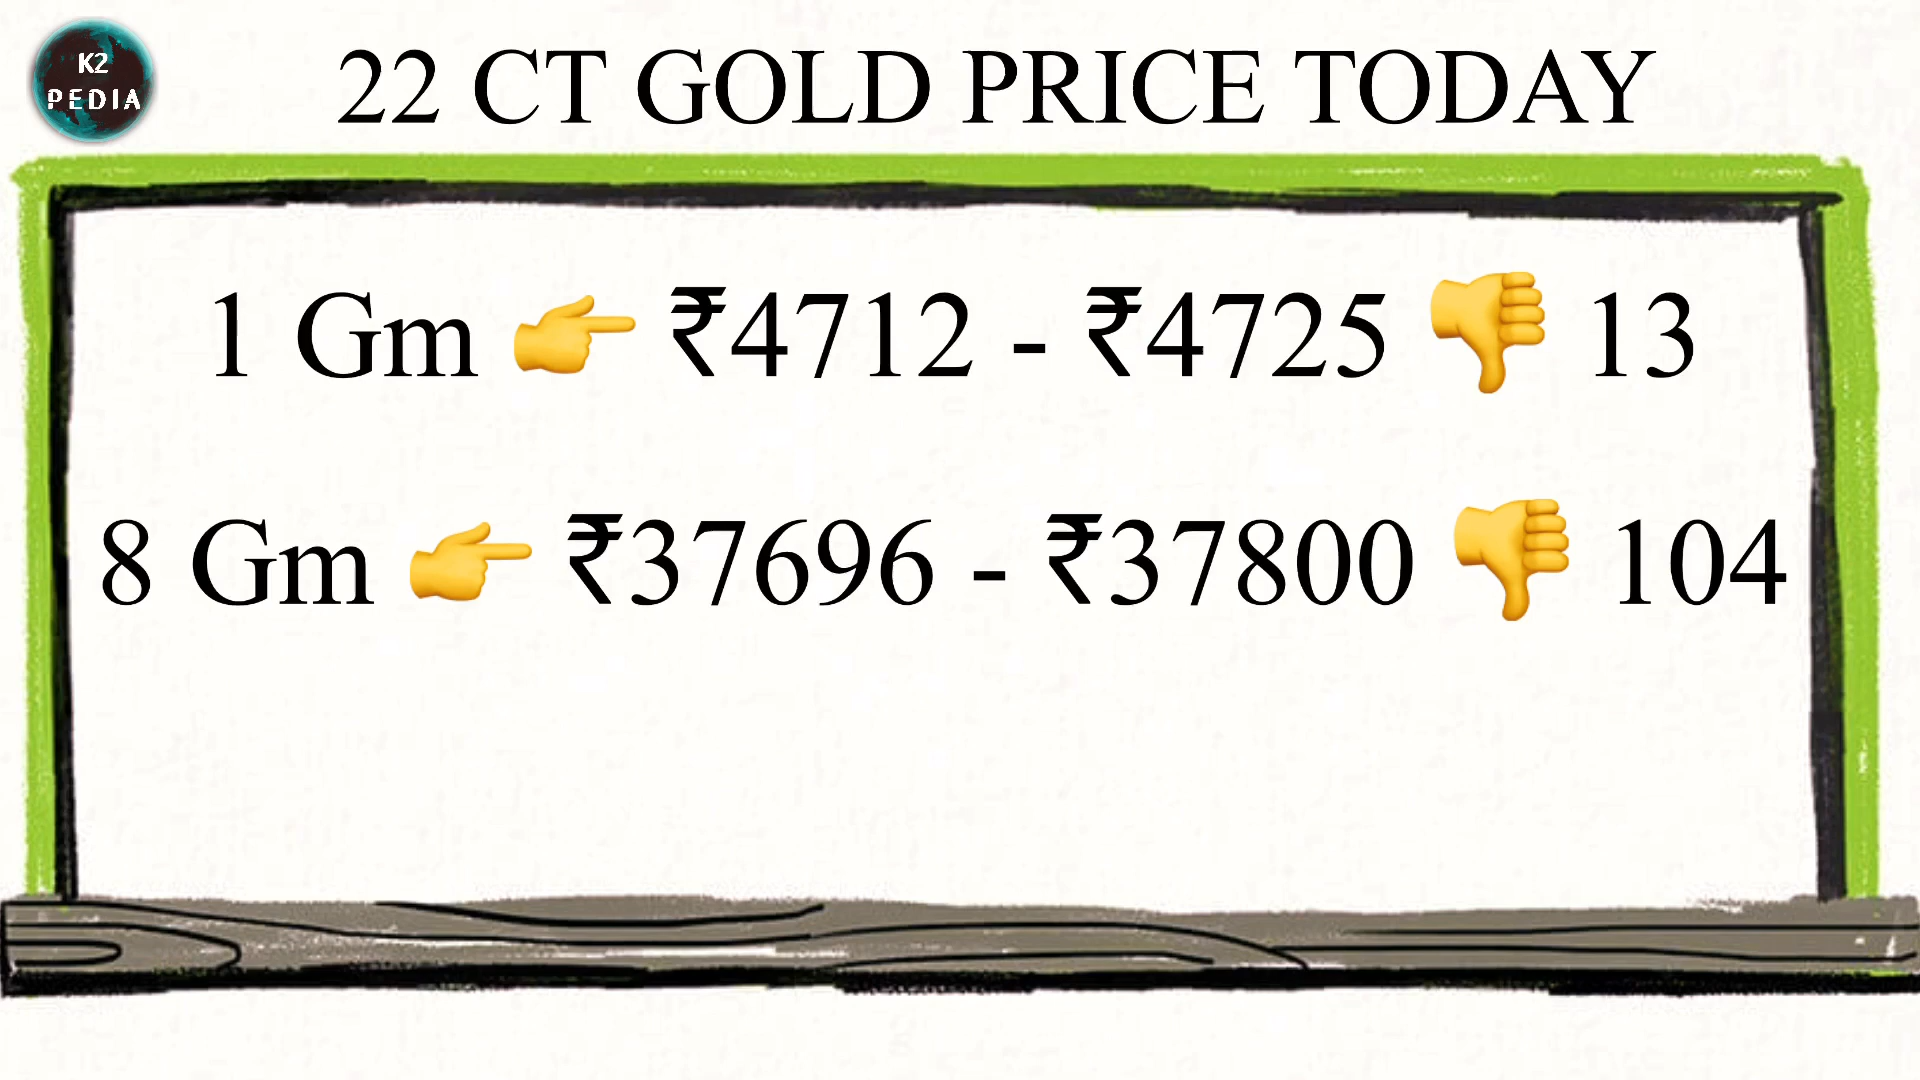 K2
PEDIA
22 CT GOLD PRICE TODAY
1 Gm 👉 ₹4712 - ₹4725 👎 13
8 Gm 👉 ₹37696 - ₹37800 👎 104